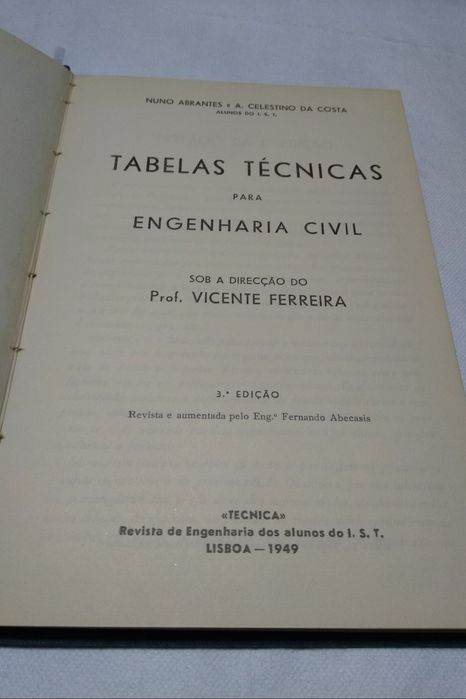 NUNO ABRANTES e A. CELESTINO DA COSTA
ALUNOS DO I. S. T.
TABELAS TÉCNICAS
PARA
ENGENHARIA CIVIL
SOB A DIRECÇÃO DO
Prof. VICENTE FERREIRA
3.ª EDIÇÃO
Revista e aumentada pelo Eng.º Fernando Abecasis
«TECNICA»
Revista de Engenharia dos alunos do I. S. T.
LISBOA — 1949